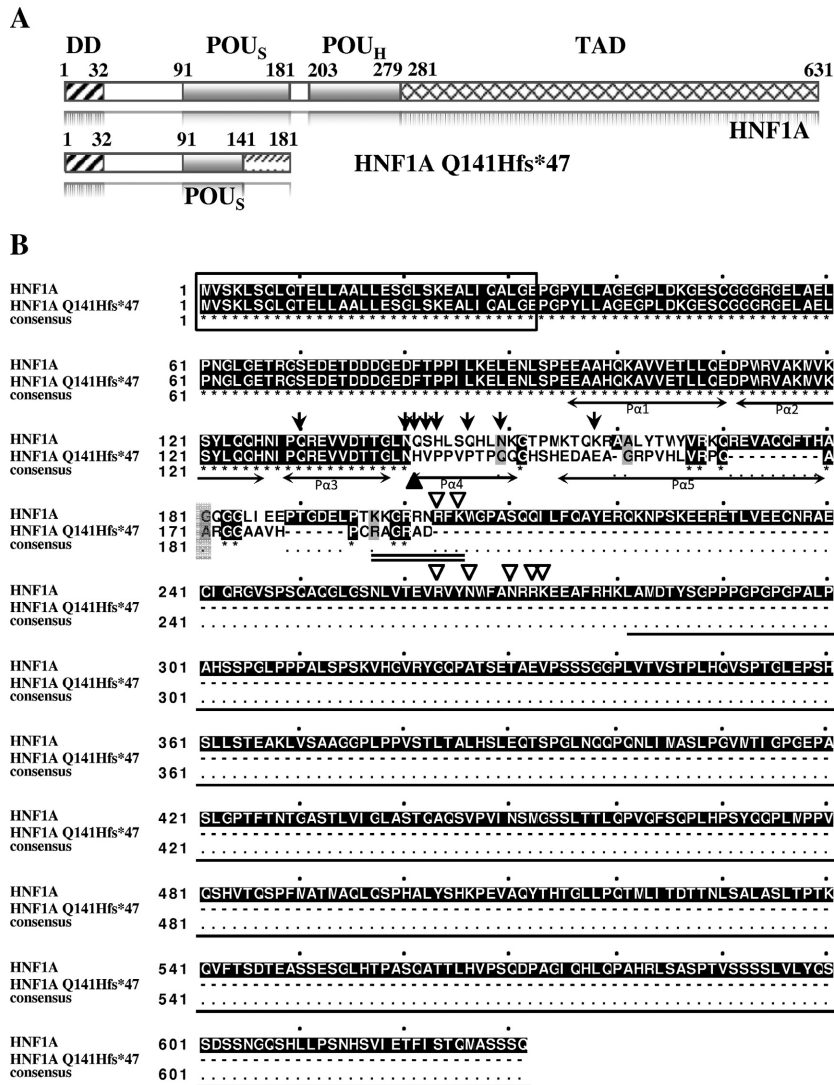 A
DD POUS POUH TAD
1 32 91 181 203 279 281 631
HNF1A
1 32 91 141 181
HNF1A Q141Hfs*47
POUS
B
HNF1A 1 MVSKLSQLQTELLAALLESGLSKEALIQALGEPGPYLLAGEGPLDKGESCGGGRGELAEL
HNF1A Q141Hfs*47 1 MVSKLSQLQTELLAALLESGLSKEALIQALGEPGPYLLAGEGPLDKGESCGGGRGELAEL
consensus 1
HNF1A 61 PNGLGETRGSEDETDDDGEDFTPPILKELENLSPEEAAHQKAVVETLLQEDPWRVAKMVK
HNF1A Q141Hfs*47 61 PNGLGETRGSEDETDDDGEDFTPPILKELENLSPEEAAHQKAVVETLLQEDPWRVAKMVK
consensus 61
Pα1 Pα2
HNF1A 121 SYLQQHNIPQREVVDTTGLNQSHLSQHLNKGTPMKTQKRAALYTWYVRKQREVAQQFTHA
HNF1A Q141Hfs*47 121 SYLQQHNIPQREVVDTTGLNHVPPVPTPQQGHSHEDAEA-GRPVHLVRPQ---------A
consensus 121
Pα3 Pα4 Pα5
HNF1A 181 GQGGLIEEPTGDELPTKKGRRNRFKWGPASQQILFQAYERQKNPSKEERETLVEECNRAE
HNF1A Q141Hfs*47 171 ARGGAAVH------PCRAGRAD--------------------------------------
consensus 181
HNF1A 241 CIQRGVSPSQAQGLGSNLVTEVRVYNWFANRRKEEAFRHKLAMDTYSGPPPGPGPGPALP
HNF1A Q141Hfs*47
consensus 241
HNF1A 301 AHSSPGLPPPALSPSKVHGVRYGQPATSETAEVPSSSGGPLVTVSTPLHQVSPTGLEPSH
HNF1A Q141Hfs*47
consensus 301
HNF1A 361 SLLSTEAKLVSAAGGPLPPVSTLTALHSLEQTSPGLNQQPQNLIMASLPGVMTIGPGEPA
HNF1A Q141Hfs*47
consensus 361
HNF1A 421 SLGPTFTNTGASTLVIGLASTQAQSVPVINSMGSSLTTLQPVQFSQPLHPSYQQPLMPPV
HNF1A Q141Hfs*47
consensus 421
HNF1A 481 QSHVTQSPFMATMAQLQSPHALYSHKPEVAQYTHTGLLPQTMLITDTTNLSALASLTPTK
HNF1A Q141Hfs*47
consensus 481
HNF1A 541 QVFTSDTEASSESGLHTPASQATTLHVPSQDPAGIQHLQPAHRLSASPTVSSSSLVLYQS
HNF1A Q141Hfs*47
consensus 541
HNF1A 601 SDSSNGQSHLLPSNHSVIETFISTQMASSSQ
HNF1A Q141Hfs*47
consensus 601